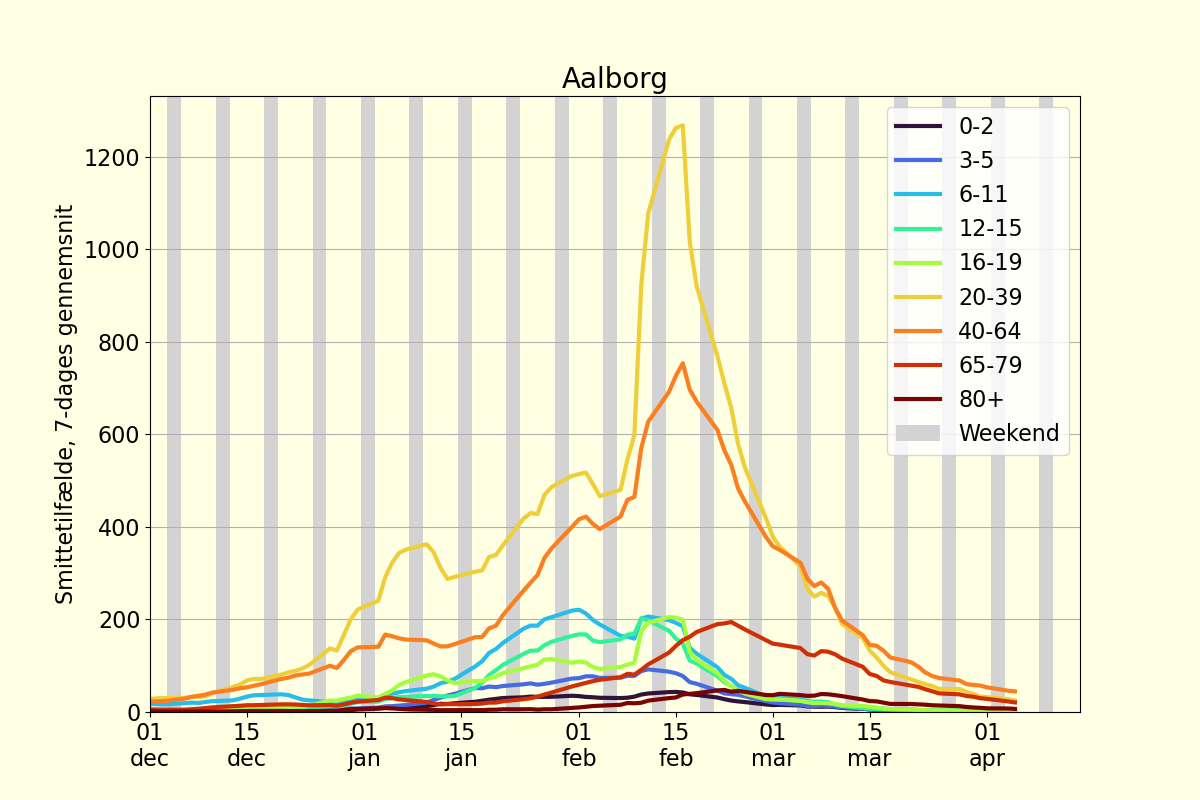 Aalborg
Smittetilfælde, 7-dages gennemsnit
1200
1000
800
600
400
200
0
01 dec
15 dec
01 jan
15 jan
01 feb
15 feb
01 mar
15 mar
01 apr
0-2
3-5
6-11
12-15
16-19
20-39
40-64
65-79
80+
Weekend